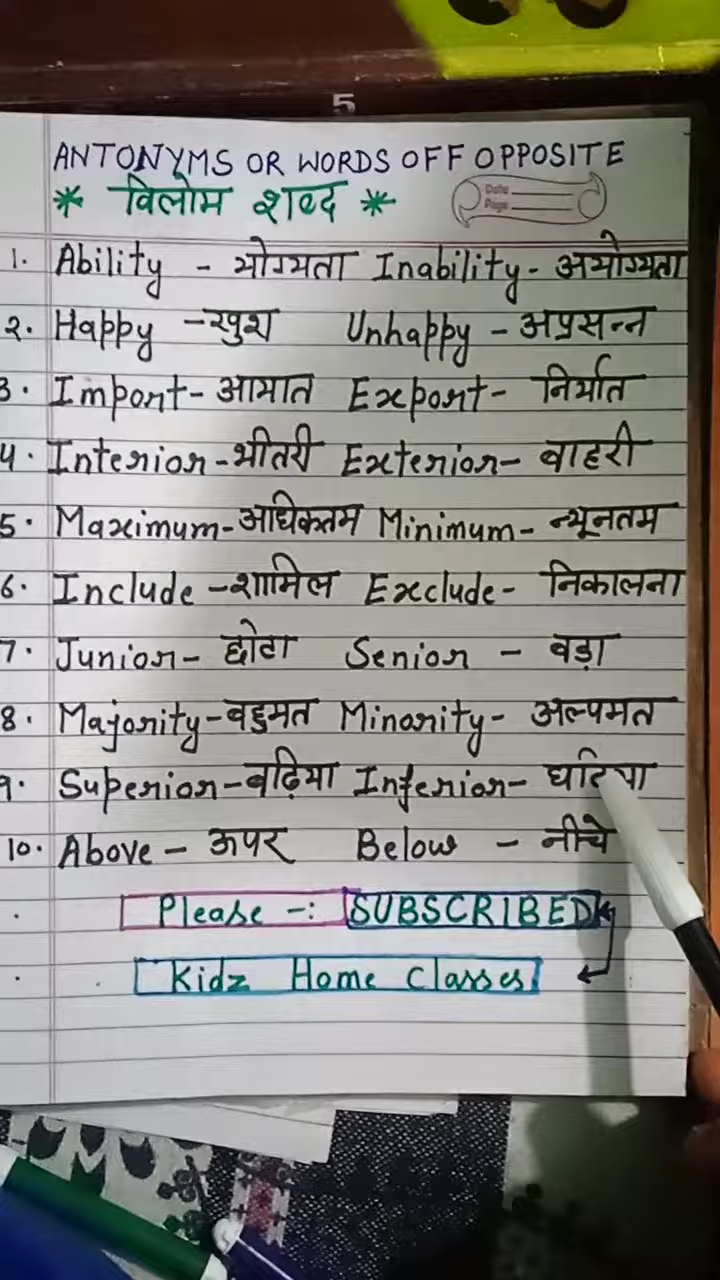 5
ANTONYMS OR WORDS OFF OPPOSITE
* विलोम शब्द *
Date
Page
1. Ability - योग्यता Inability - अयोग्यता
2. Happy - खुश Unhappy - अप्रसन्न
3. Import - आयात Export - निर्यात
4. Interior - भीतरी Exterior - बाहरी
5. Maximum - अधिकतम Minimum - न्यूनतम
6. Include - शामिल Exclude - निकालना
7. Junior - छोटा Senior - बड़ा
8. Majority - बहुमत Minority - अल्पमत
9. Superior - बढ़िया Inferior - घटिया
10. Above - ऊपर Below - नीचे
Please -: SUBSCRIBED
Kidz Home Classes